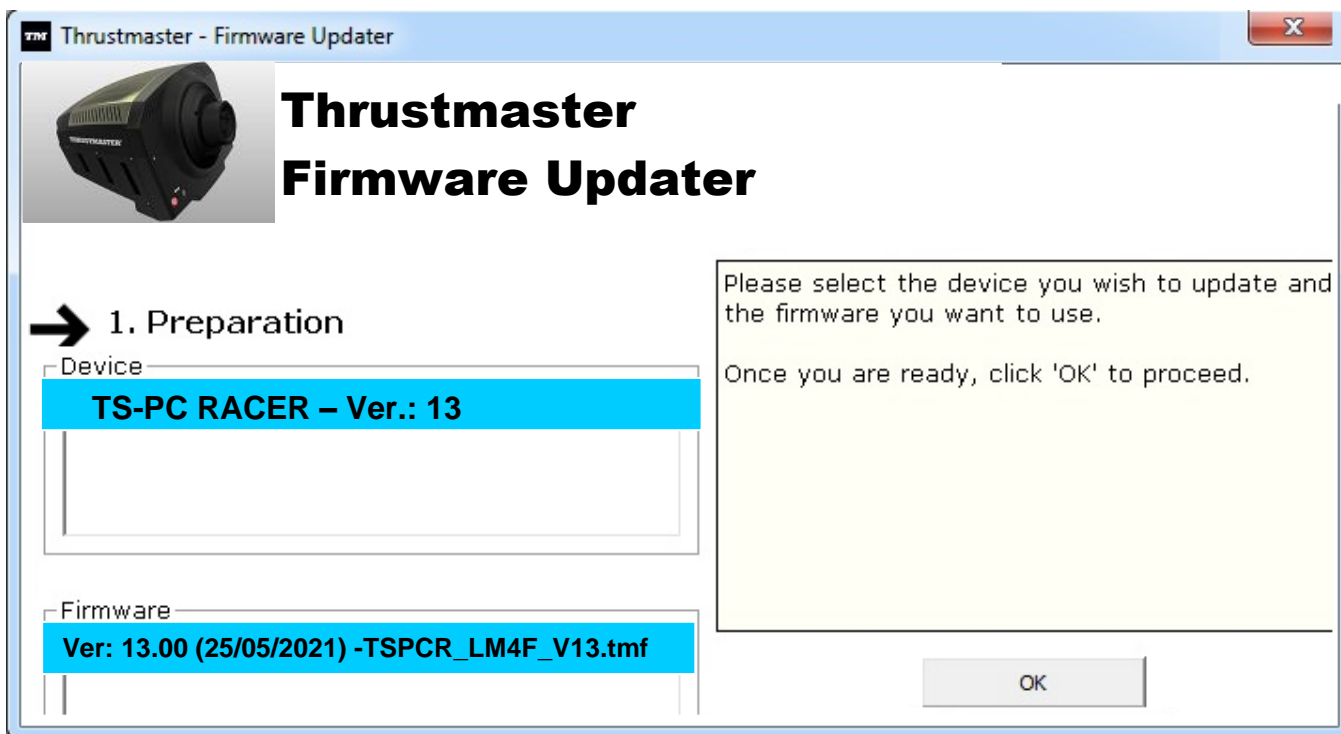 TM Thrustmaster - Firmware Updater
x
THRUSTMASTER
Thrustmaster
Firmware Updater
1. Preparation
Device
TS-PC RACER – Ver.: 13
Firmware
Ver: 13.00 (25/05/2021) -TSPCR_LM4F_V13.tmf
Please select the device you wish to update and
the firmware you want to use.
Once you are ready, click 'OK' to proceed.
OK